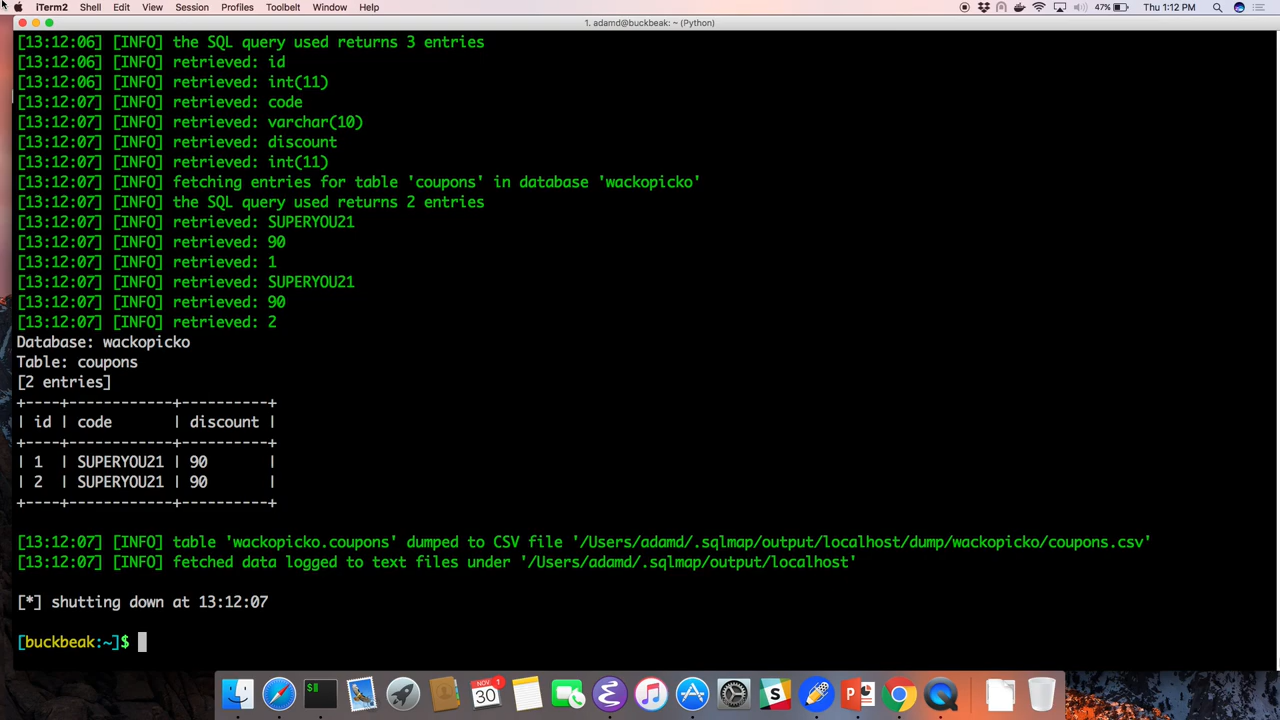 iTerm2 Shell Edit View Session Profiles Toolbelt Window Help 47% Thu 1:12 PM
1. adamd@buckbeak: ~ (Python)
[13:12:06] [INFO] the SQL query used returns 3 entries
[13:12:06] [INFO] retrieved: id
[13:12:06] [INFO] retrieved: int(11)
[13:12:07] [INFO] retrieved: code
[13:12:07] [INFO] retrieved: varchar(10)
[13:12:07] [INFO] retrieved: discount
[13:12:07] [INFO] retrieved: int(11)
[13:12:07] [INFO] fetching entries for table 'coupons' in database 'wackopicko'
[13:12:07] [INFO] the SQL query used returns 2 entries
[13:12:07] [INFO] retrieved: SUPERYOU21
[13:12:07] [INFO] retrieved: 90
[13:12:07] [INFO] retrieved: 1
[13:12:07] [INFO] retrieved: SUPERYOU21
[13:12:07] [INFO] retrieved: 90
[13:12:07] [INFO] retrieved: 2
Database: wackopicko
Table: coupons
[2 entries]
+----+------------+----------+
| id | code       | discount |
+----+------------+----------+
| 1  | SUPERYOU21 | 90       |
| 2  | SUPERYOU21 | 90       |
+----+------------+----------+
[13:12:07] [INFO] table 'wackopicko.coupons' dumped to CSV file '/Users/adamd/.sqlmap/output/localhost/dump/wackopicko/coupons.csv'
[13:12:07] [INFO] fetched data logged to text files under '/Users/adamd/.sqlmap/output/localhost'
[*] shutting down at 13:12:07
[buckbeak:~]$
NOV 1
30